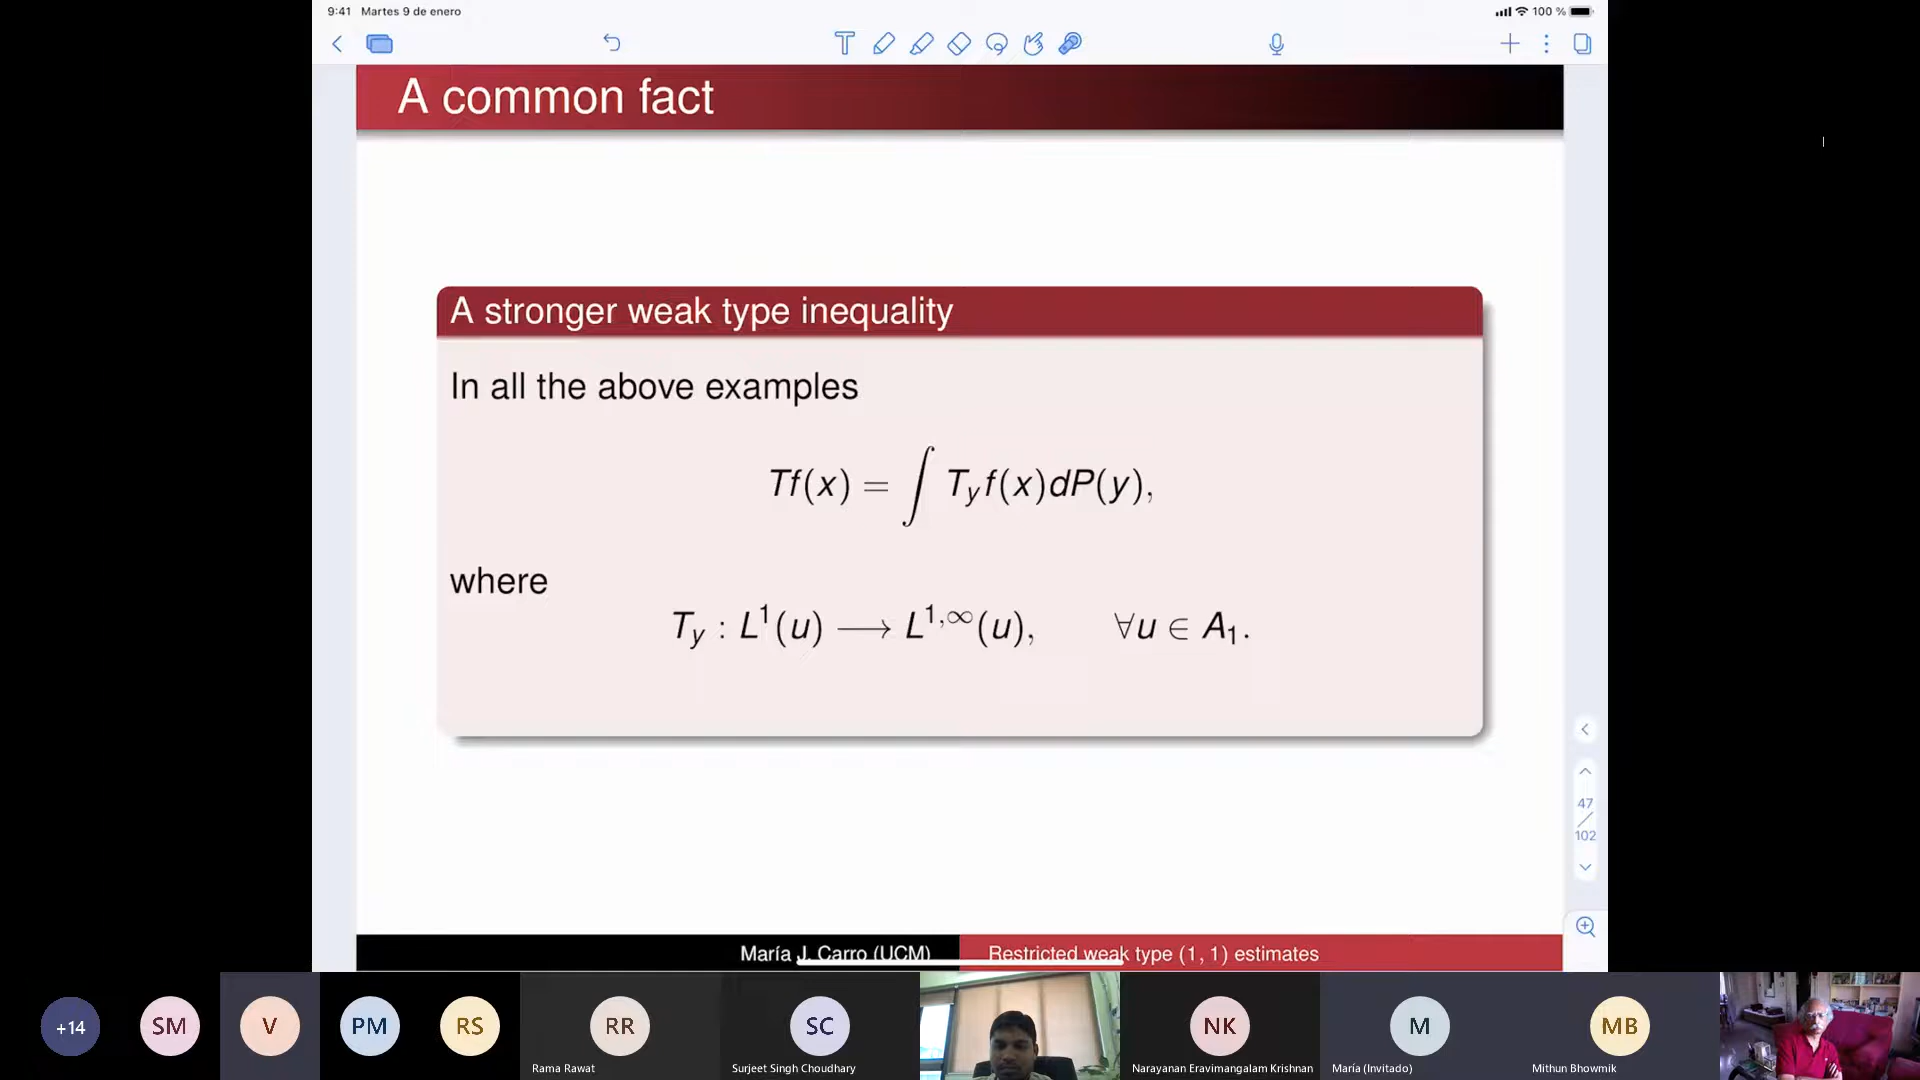 9:41 Martes 9 de enero
100 %
A common fact
A stronger weak type inequality
In all the above examples
Tf(x) = ∫ T_y f(x)dP(y),
where
T_y : L^1(u) ⟶ L^{1,∞}(u), ∀u ∈ A_1.
47
102
María J. Carro (UCM) Restricted weak type (1, 1) estimates
+14 SM V PM RS RR SC NK M MB
Rama Rawat Surjeet Singh Choudhary Narayanan Eravimangalam Krishnan María (Invitado) Mithun Bhowmik